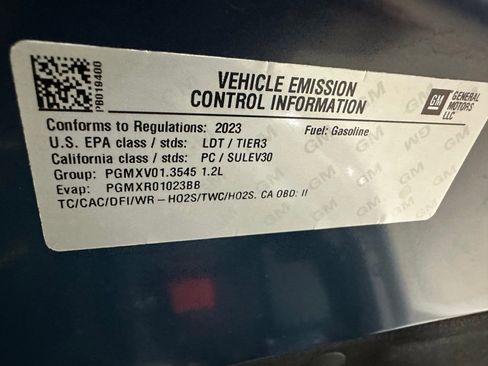 PB019400
VEHICLE EMISSION
CONTROL INFORMATION
GM
GENERAL
MOTORS
LLC
Conforms to Regulations: 2023 Fuel: Gasoline
U.S. EPA class / stds: LDT / TIER3
California class / stds: PC / SULEV30
Group: PGMXV01.3545 1.2L
Evap: PGMXR01023BB
TC/CAC/DFI/WR-HO2S/TWC/HO2S. CA OBD: II